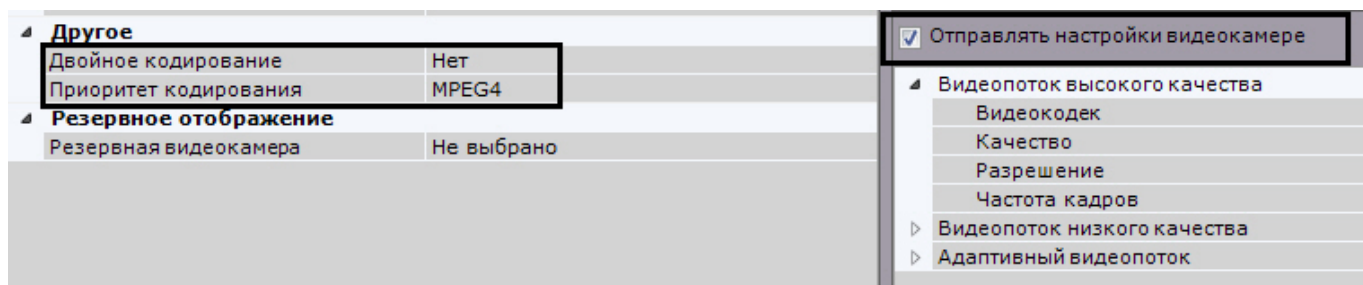 Другое
Двойное кодирование Нет
Приоритет кодирования MPEG4
Резервное отображение
Резервная видеокамера Не выбрано
Отправлять настройки видеокамере
Видеопоток высокого качества
Видеокодек
Качество
Разрешение
Частота кадров
Видеопоток низкого качества
Адаптивный видеопоток